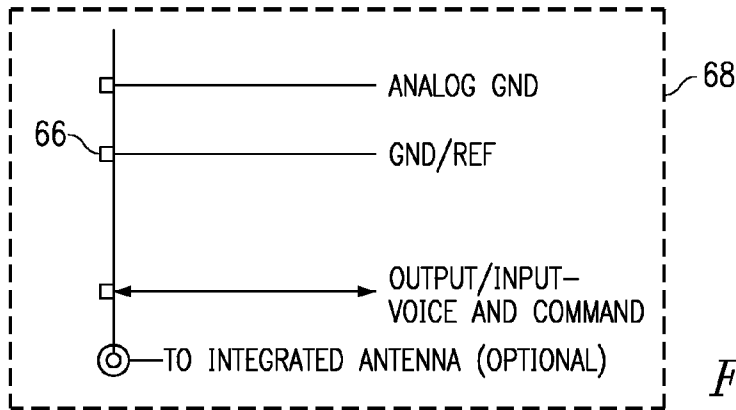 68
ANALOG GND
66
GND/REF
OUTPUT/INPUT-
VOICE AND COMMAND
TO INTEGRATED ANTENNA (OPTIONAL)
F